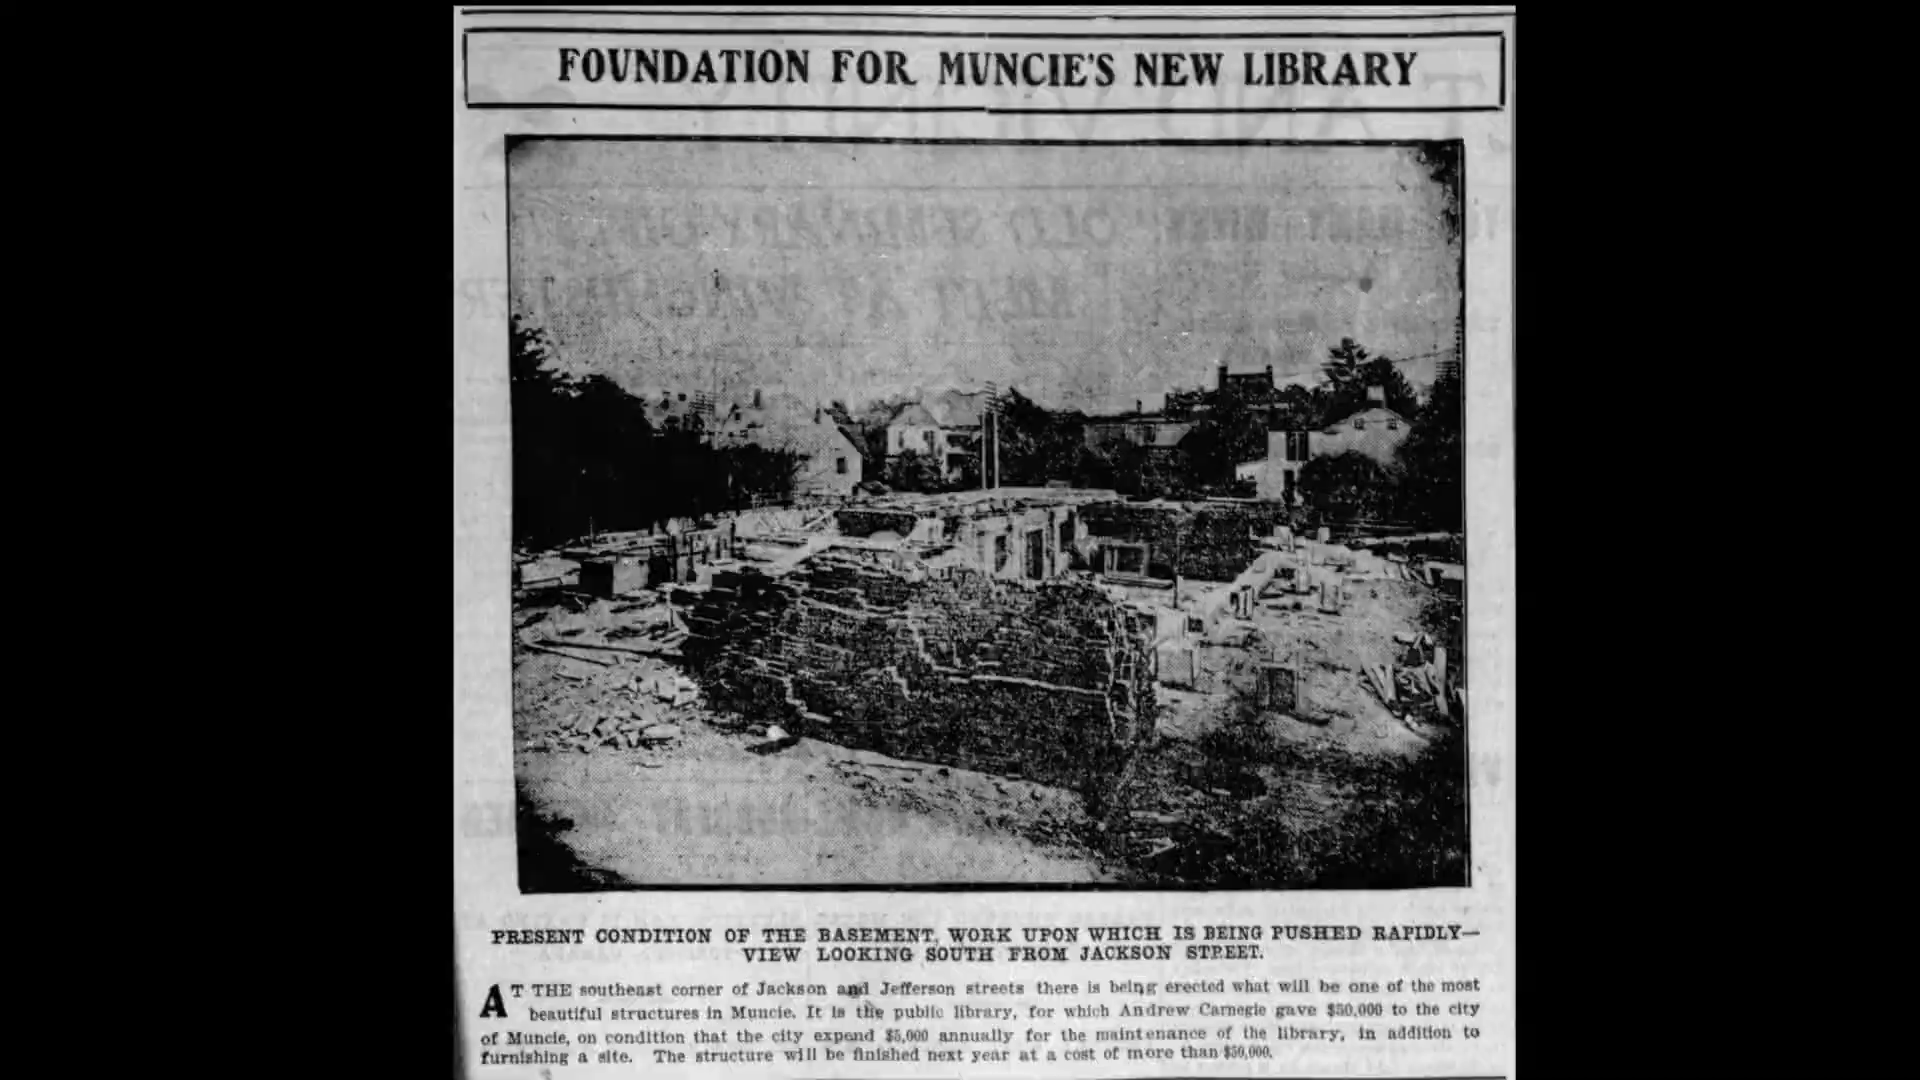 FOUNDATION FOR MUNCIE'S NEW LIBRARY
PRESENT CONDITION OF THE BASEMENT, WORK UPON WHICH IS BEING PUSHED RAPIDLY—
VIEW LOOKING SOUTH FROM JACKSON STREET.
AT THE southeast corner of Jackson and Jefferson streets there is being erected what will be one of the most
beautiful structures in Muncie. It is the public library, for which Andrew Carnegie gave $50,000 to the city
of Muncie, on condition that the city expend $5,000 annually for the maintenance of the library, in addition to
furnishing a site. The structure will be finished next year at a cost of more than $50,000.